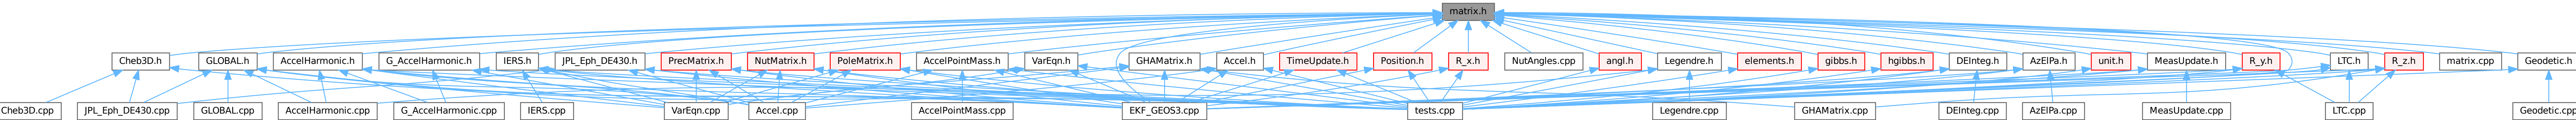 matrix.h
Cheb3D.h
GLOBAL.h
AccelHarmonic.h
G_AccelHarmonic.h
IERS.h
JPL_Eph_DE430.h
PrecMatrix.h
NutMatrix.h
PoleMatrix.h
AccelPointMass.h
VarEqn.h
GHAMatrix.h
Accel.h
TimeUpdate.h
Position.h
R_x.h
NutAngles.cpp
angl.h
Legendre.h
elements.h
gibbs.h
hgibbs.h
DEInteg.h
AzElPa.h
unit.h
MeasUpdate.h
R_y.h
LTC.h
R_z.h
matrix.cpp
Geodetic.h
Cheb3D.cpp
JPL_Eph_DE430.cpp
GLOBAL.cpp
AccelHarmonic.cpp
G_AccelHarmonic.cpp
IERS.cpp
VarEqn.cpp
Accel.cpp
AccelPointMass.cpp
EKF_GEOS3.cpp
tests.cpp
Legendre.cpp
GHAMatrix.cpp
DEInteg.cpp
AzElPa.cpp
MeasUpdate.cpp
LTC.cpp
Geodetic.cpp